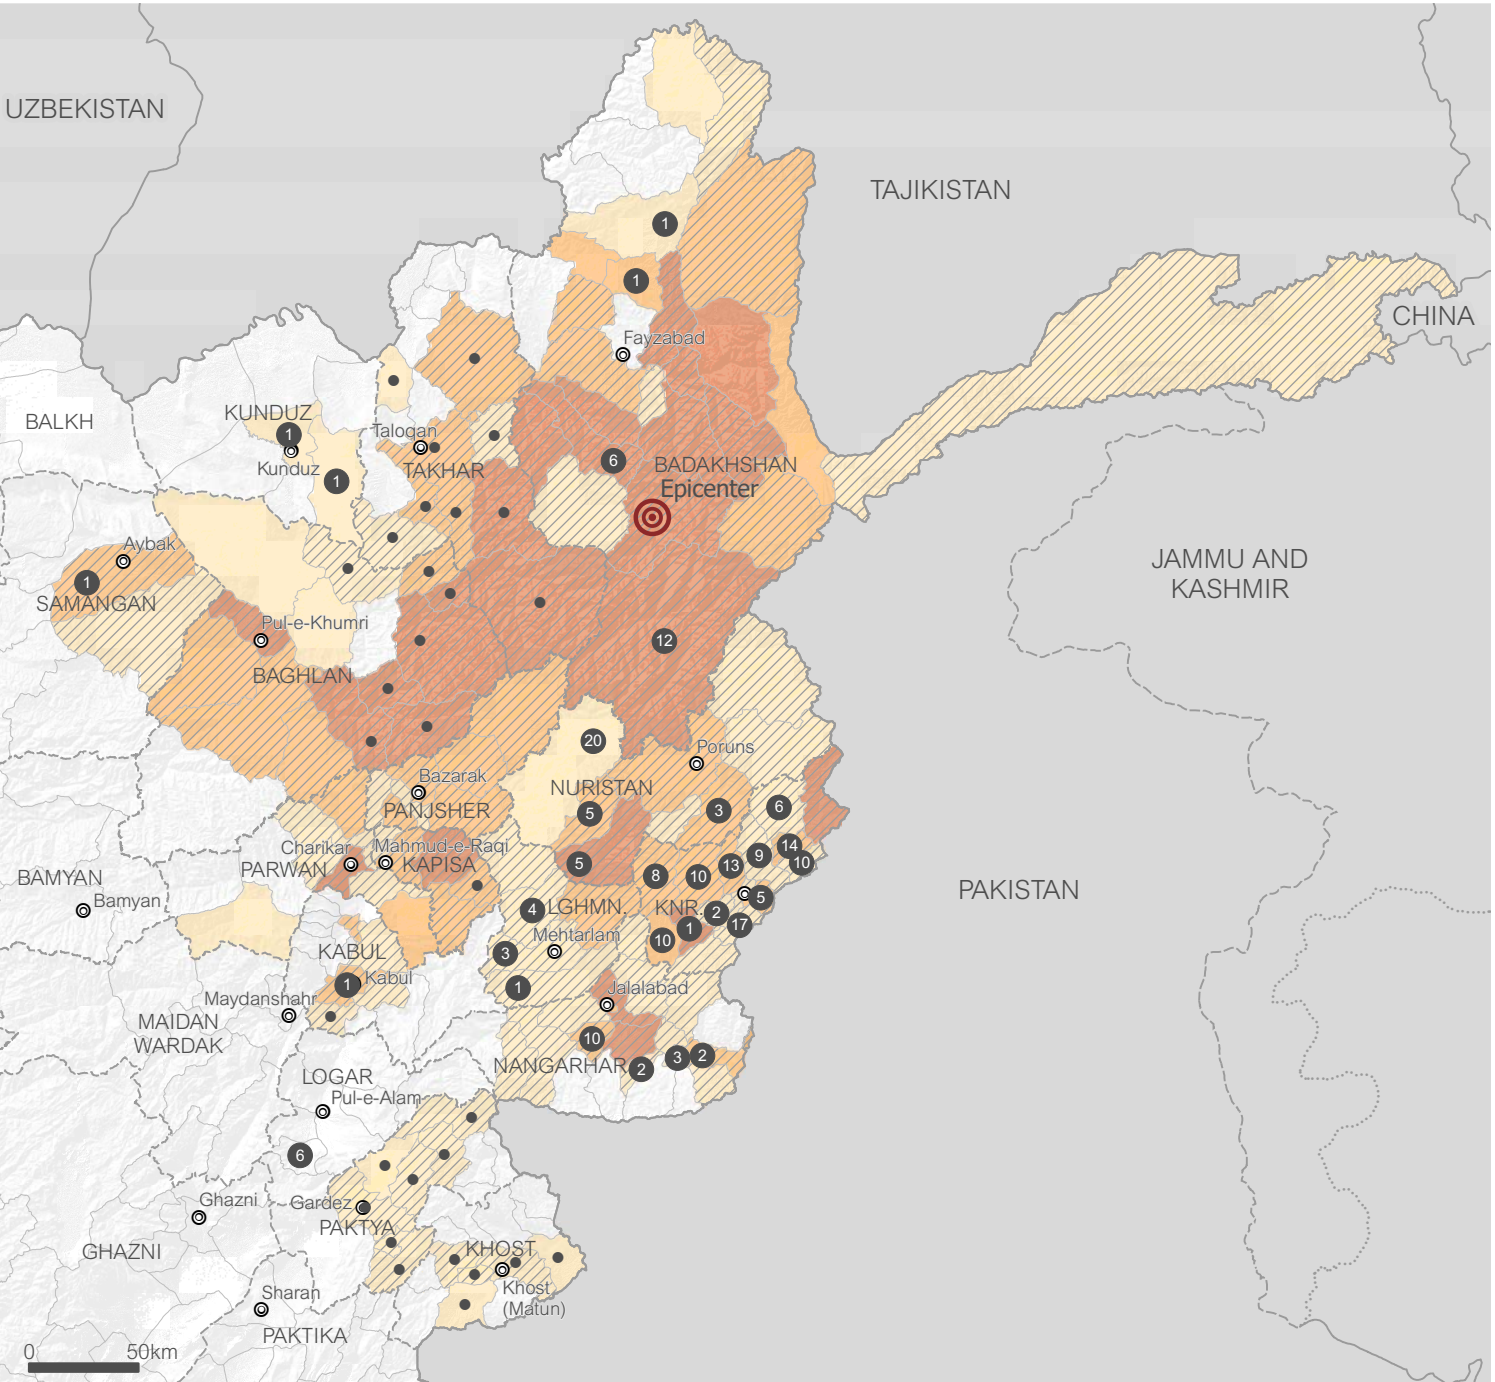 UZBEKISTAN
TAJIKISTAN
1
1
CHINA
Fayzabad
BALKH
KUNDUZ
1
Kunduz
Taloqan
TAKHAR
1
6
BADAKHSHAN
Epicenter
Aybak
1
SAMANGAN
JAMMU AND
KASHMIR
Pul-e-Khumri
BAGHLAN
12
20
Poruns
Bazarak
PANJSHER
NURISTAN
5
3
6
Charikar
PARWAN
Mahmud-e-Raqi
KAPISA
5
8
10
13
9
14
10
BAMYAN
Bamyan
PAKISTAN
4
LGHMN.
KNR.
2
5
17
1
10
KABUL
1
Kabul
3
Mehtarlam
1
Jalalabad
Maydanshahr
MAIDAN
WARDAK
10
NANGARHAR
2
3
2
LOGAR
Pul-e-Alam
6
Ghazni
GHAZNI
Gardez
PAKTYA
KHOST
Khost
(Matun)
Sharan
PAKTIKA
0
50km